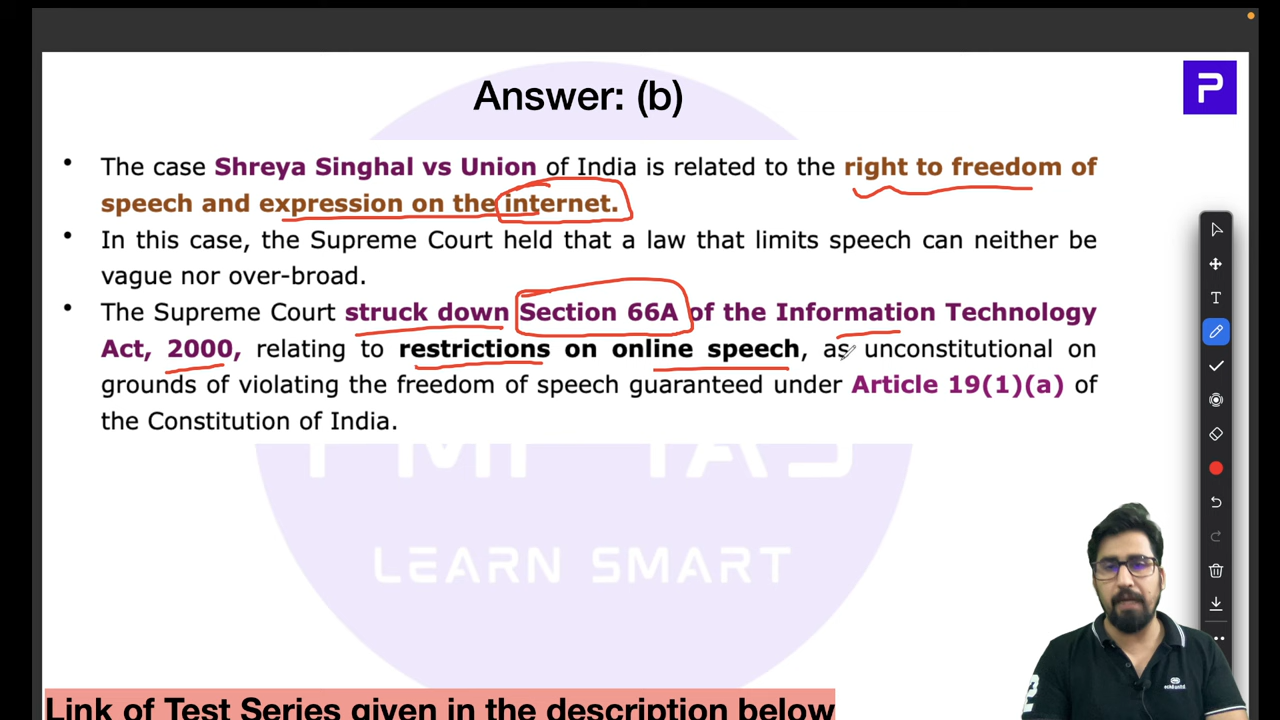 Answer: (b)
P
• The case Shreya Singhal vs Union of India is related to the right to freedom of
speech and expression on the internet.
• In this case, the Supreme Court held that a law that limits speech can neither be
vague nor over-broad.
• The Supreme Court struck down Section 66A of the Information Technology
Act, 2000, relating to restrictions on online speech, as unconstitutional on
grounds of violating the freedom of speech guaranteed under Article 19(1)(a) of
the Constitution of India.
LEARN SMART
T
Link of Test Series given in the description below